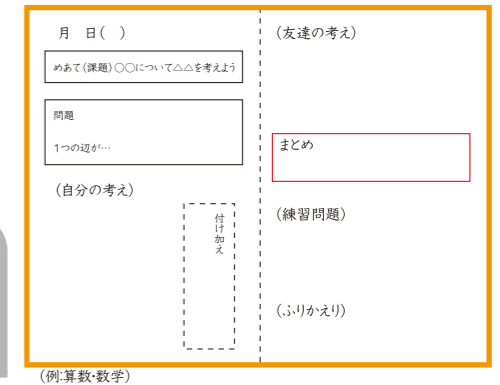 月　日(　)
めあて(課題)○○について△△を考えよう
問題
1つの辺が…
(自分の考え)
付け加え
(友達の考え)
まとめ
(練習問題)
(ふりかえり)
(例:算数・数学)